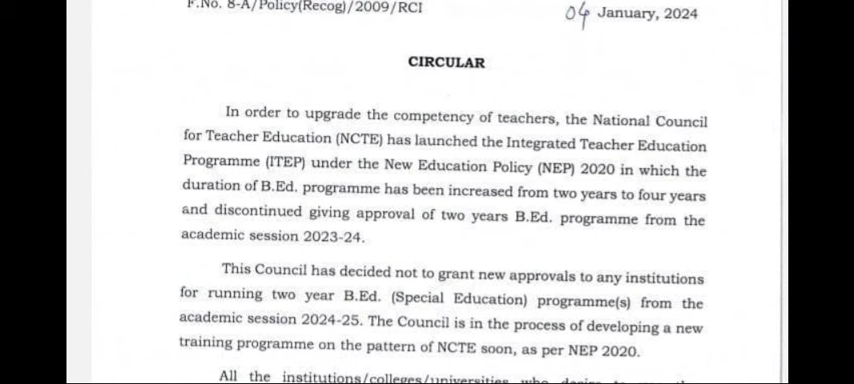 F.No. 8-A/Policy(Recog)/2009/RCI
04 January, 2024
CIRCULAR
In order to upgrade the competency of teachers, the National Council
for Teacher Education (NCTE) has launched the Integrated Teacher Education
Programme (ITEP) under the New Education Policy (NEP) 2020 in which the
duration of B.Ed. programme has been increased from two years to four years
and discontinued giving approval of two years B.Ed. programme from the
academic session 2023-24.
This Council has decided not to grant new approvals to any institutions
for running two year B.Ed. (Special Education) programme(s) from the
academic session 2024-25. The Council is in the process of developing a new
training programme on the pattern of NCTE soon, as per NEP 2020.
All the institutions/colleges/universities who desire to